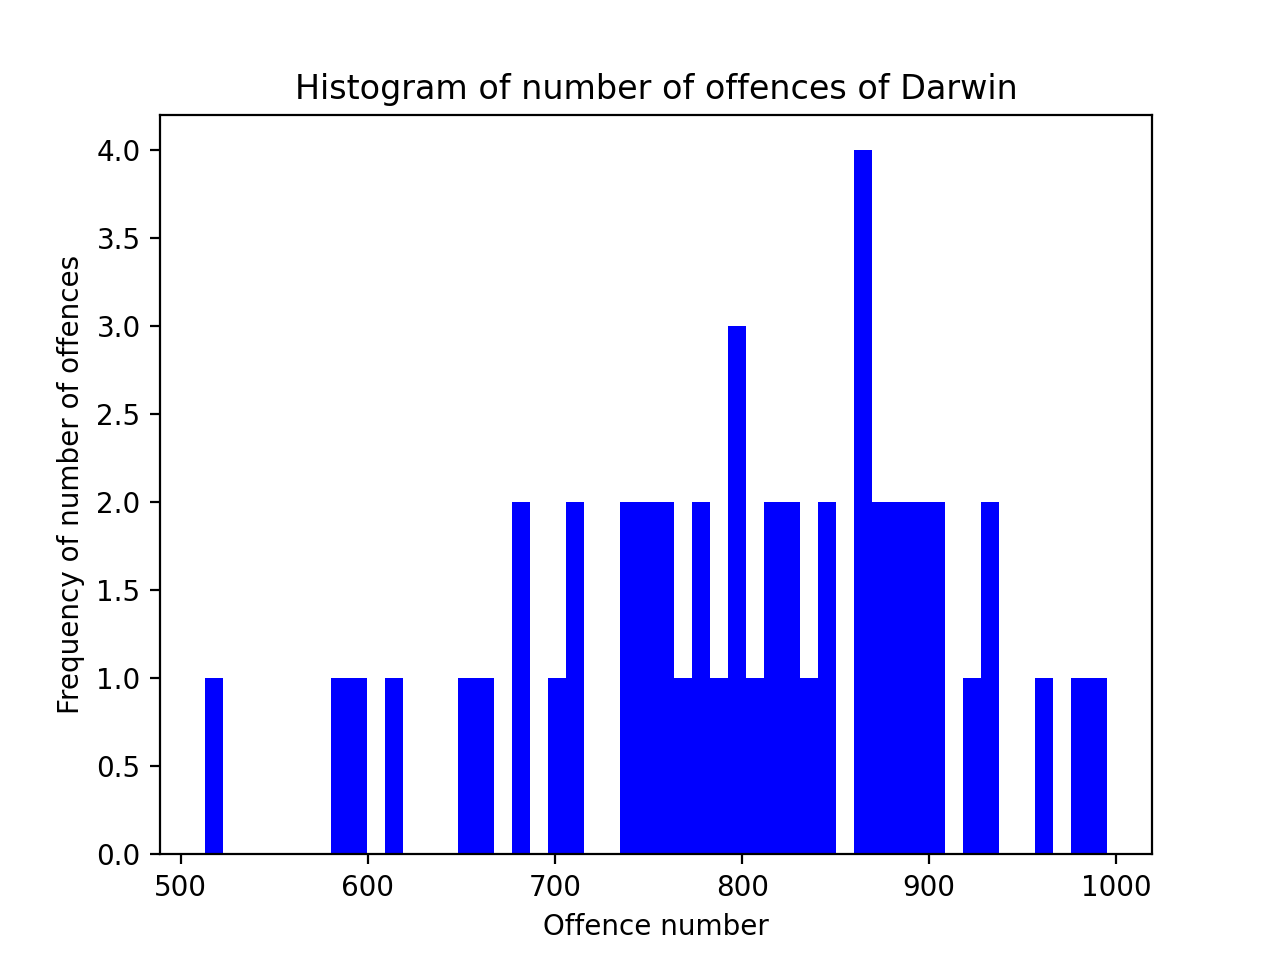 Histogram of number of offences of Darwin
Frequency of number of offences
4.0
3.5
3.0
2.5
2.0
1.5
1.0
0.5
0.0
500 600 700 800 900 1000
Offence number